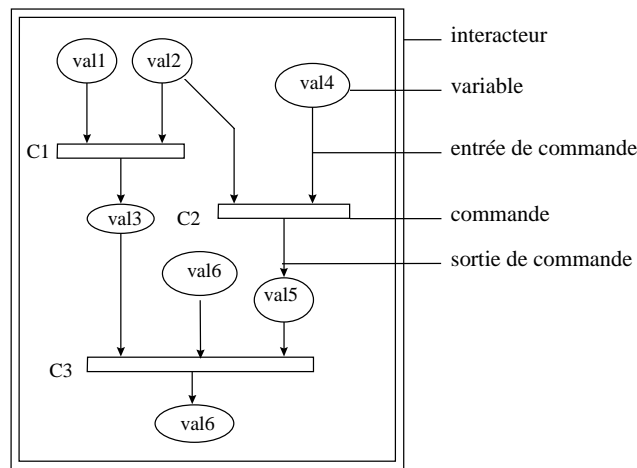 interacteur
val1
val2
val4
variable
C1
entrée de commande
val3
C2
commande
val6
sortie de commande
val5
C3
val6